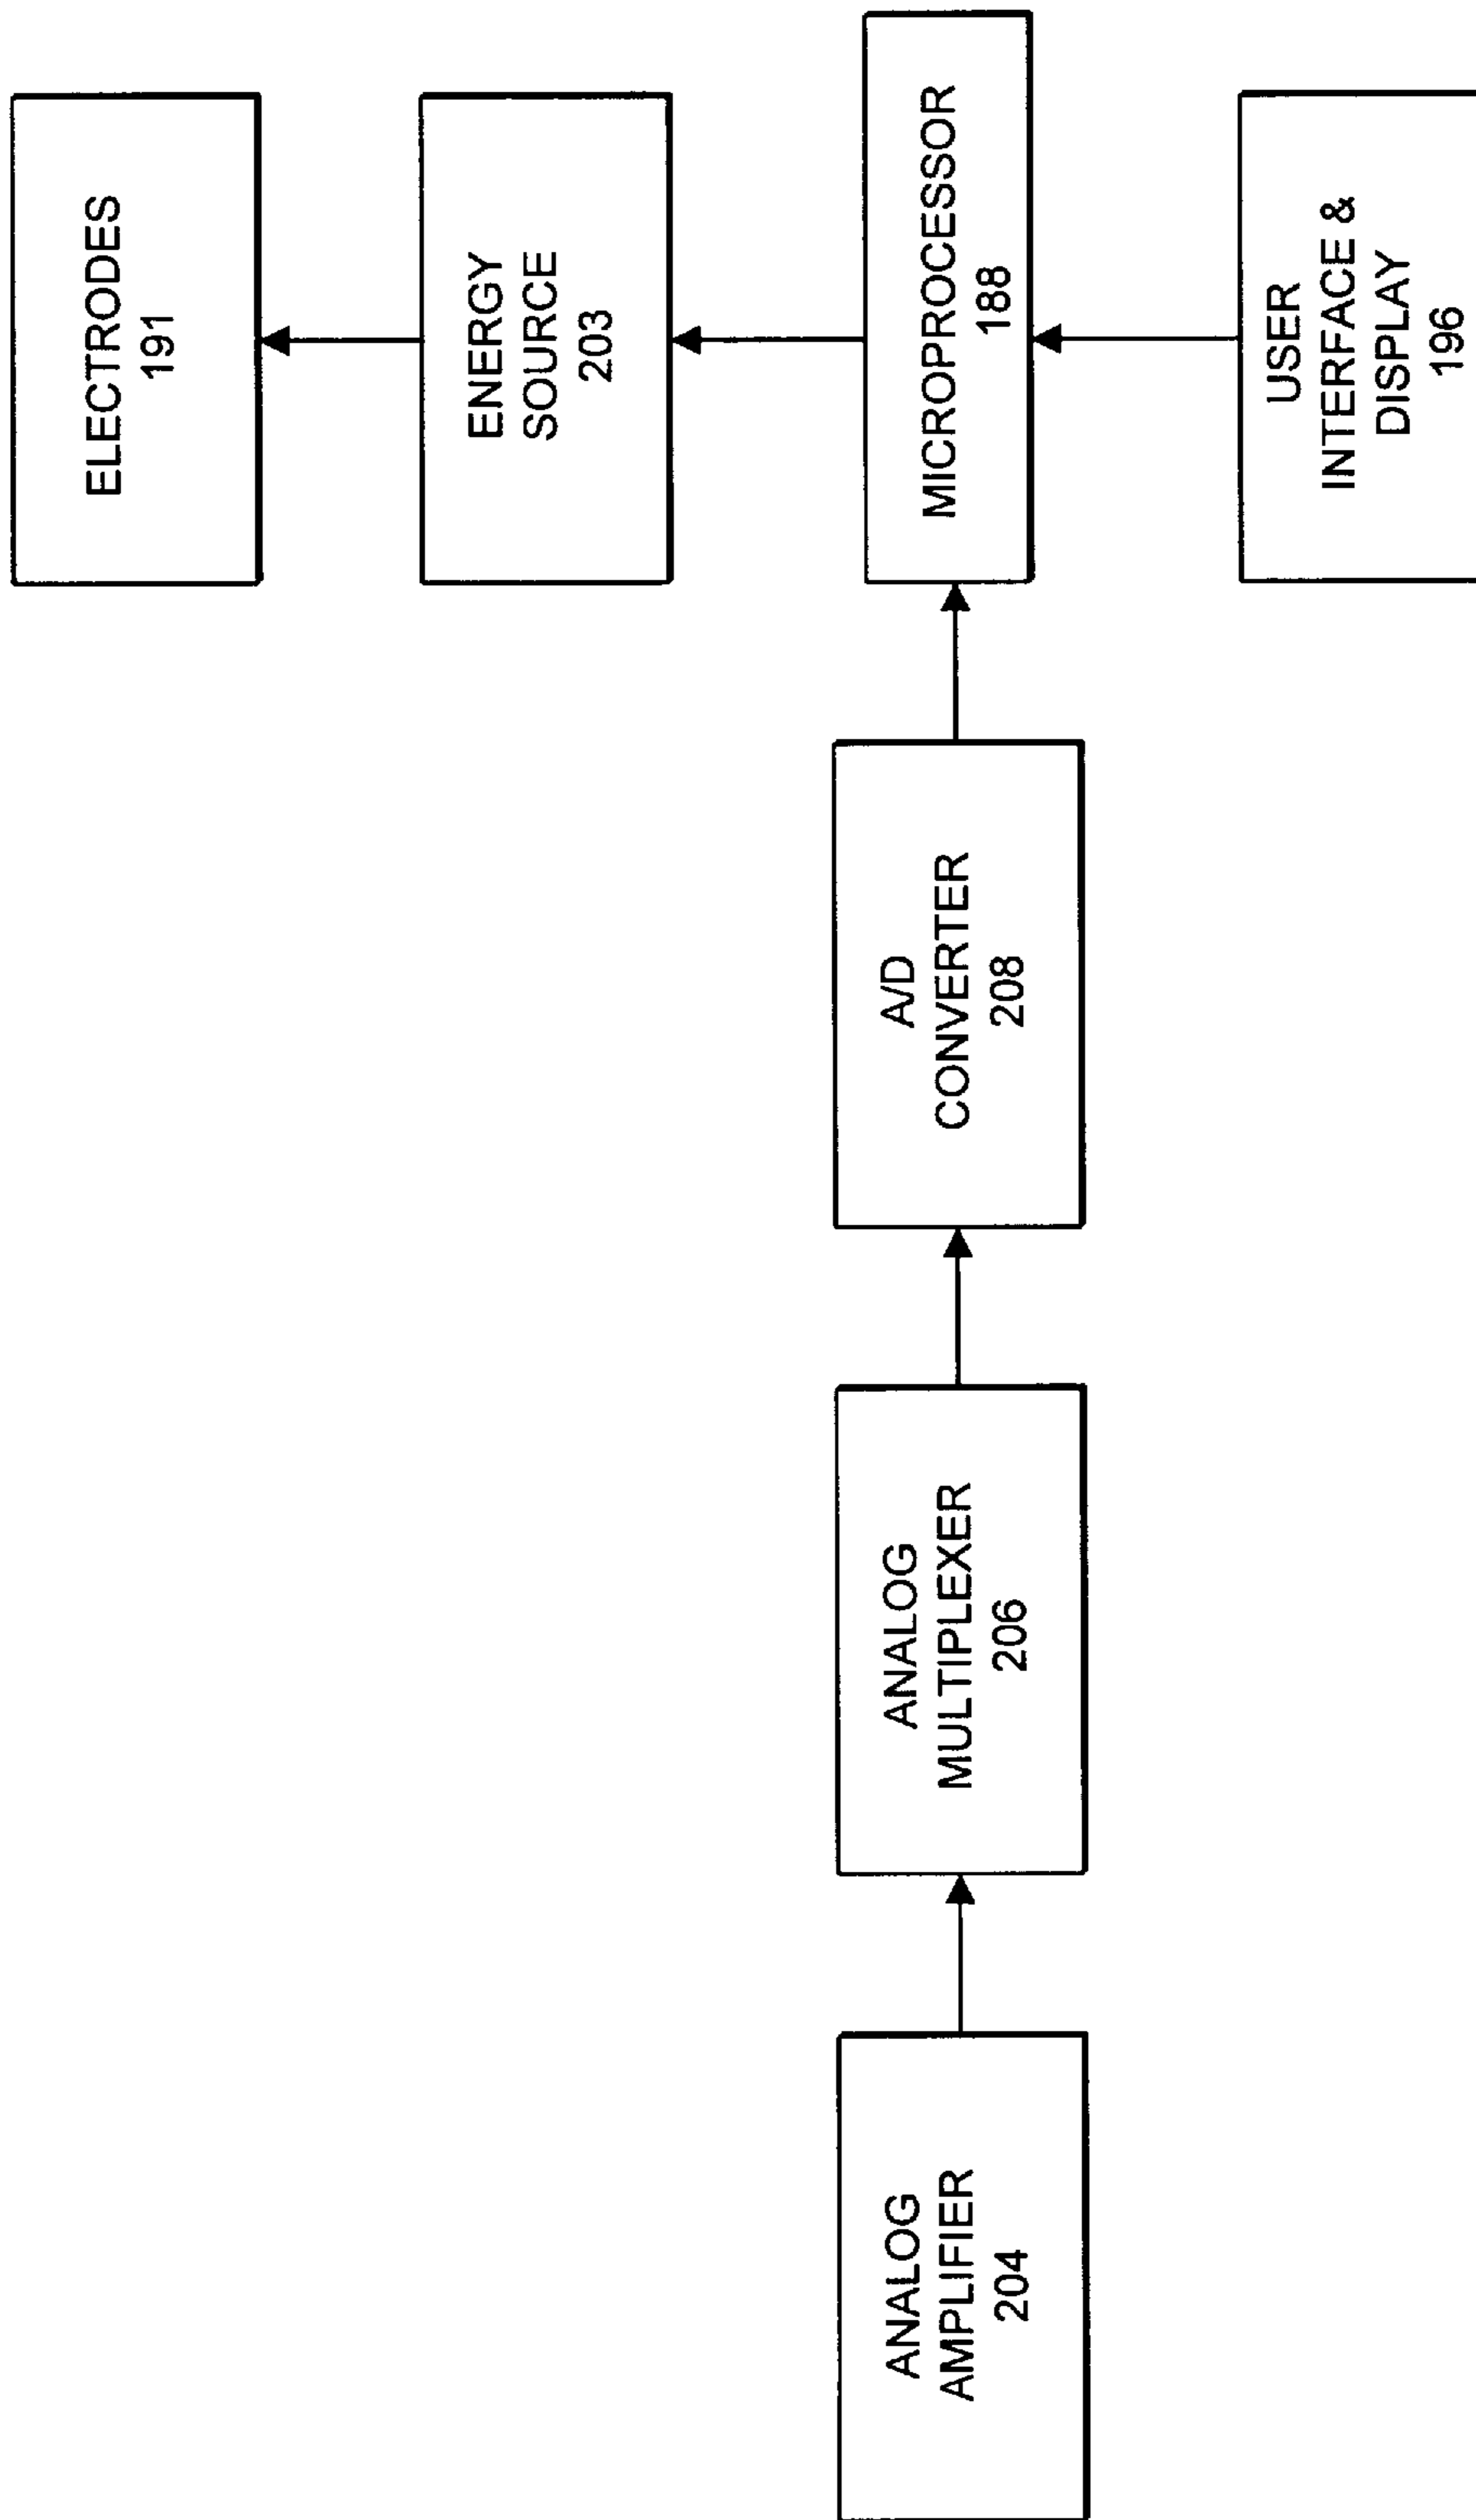 ELECTRODES
191
ENERGY
SOURCE
203
MICROPROCESSOR
188
USER
INTERFACE &
DISPLAY
196
A/D
CONVERTER
208
ANALOG
MULTIPLEXER
206
ANALOG
AMPLIFIER
204